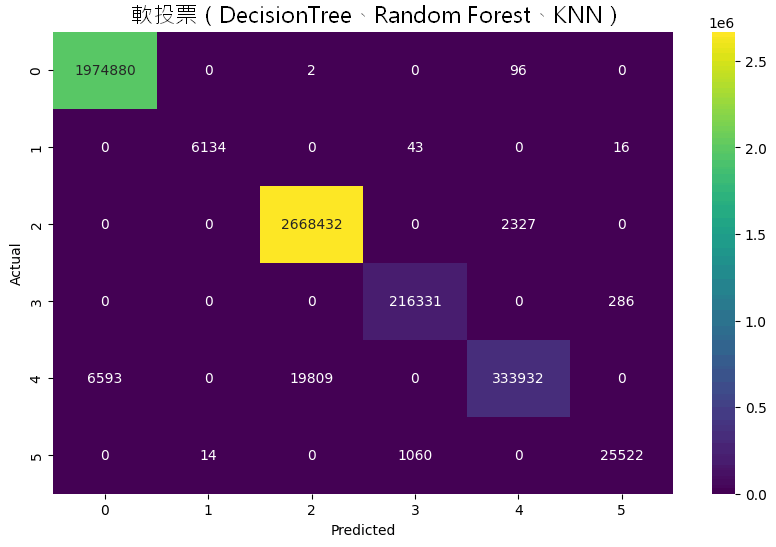 軟投票（DecisionTree、Random Forest、KNN）
1e6
0 1974880 0 2 0 96 0
1 0 6134 0 43 0 16
2 0 0 2668432 0 2327 0
3 0 0 0 216331 0 286
4 6593 0 19809 0 333932 0
5 0 14 0 1060 0 25522
0 1 2 3 4 5
Actual
Predicted
2.5
2.0
1.5
1.0
0.5
0.0